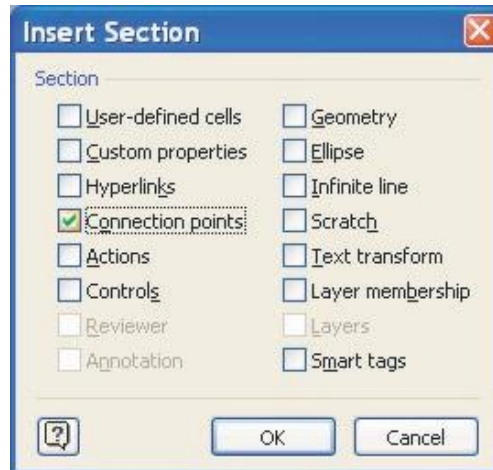 Insert Section
Section
User-defined cells
Custom properties
Hyperlinks
Connection points
Actions
Controls
Reviewer
Annotation
Geometry
Ellipse
Infinite line
Scratch
Text transform
Layer membership
Layers
Smart tags
?
OK
Cancel